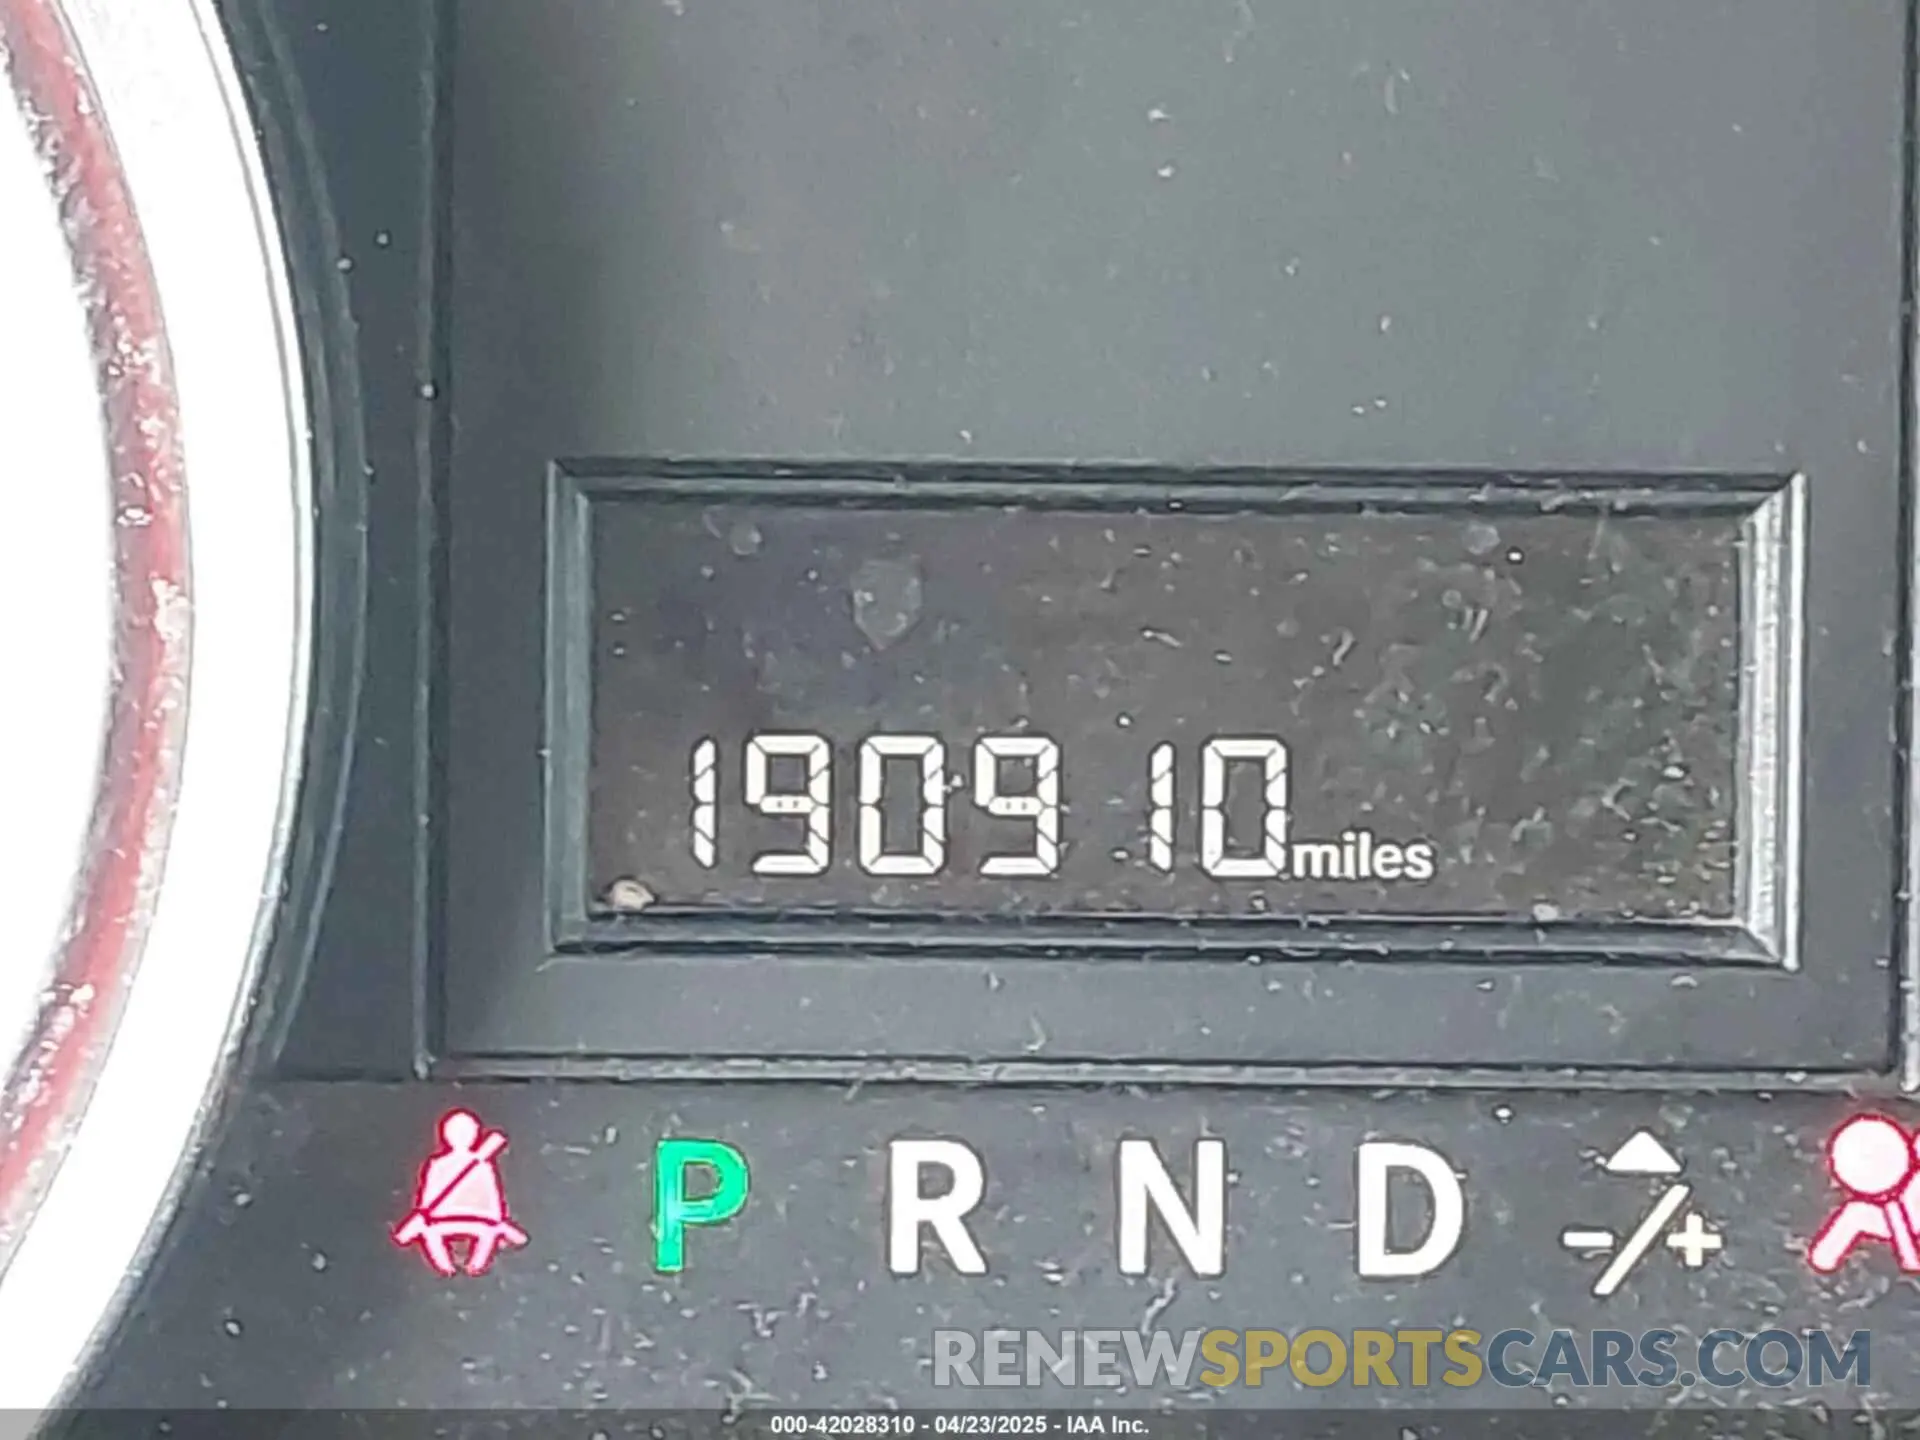 190910miles
P R N D -/+
RENEWSPORTSCARS.COM
000-42028310 - 04/23/2025 - IAA Inc.